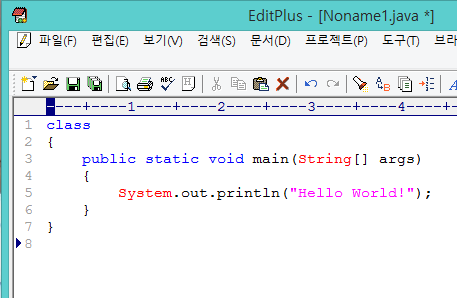 EditPlus - [Noname1.java *]
파일(F) 편집(E) 보기(V) 검색(S) 문서(D) 프로젝트(P) 도구(T) 브라
----+----1----+----2----+----3----+----4----+-
1 class
2 {
3 public static void main(String[] args)
4 {
5 System.out.println("Hello World!");
6 }
7 }
8